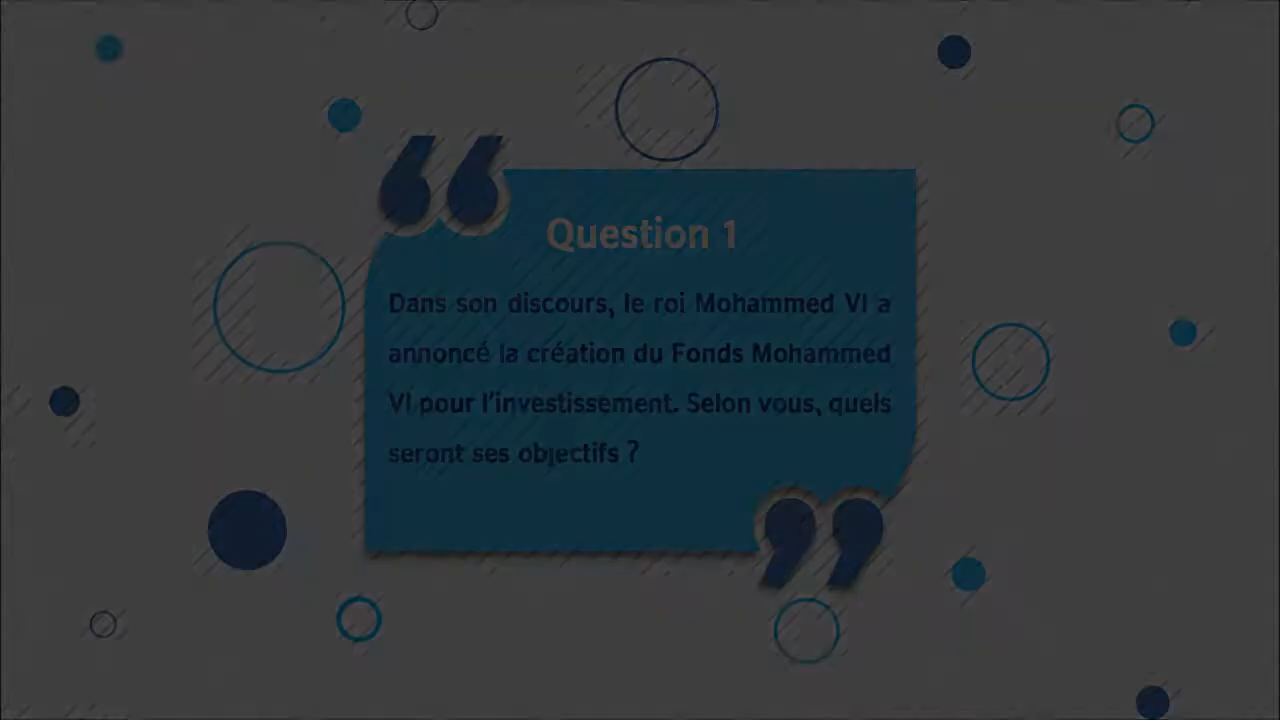 Question 1
Dans son discours, le roi Mohammed VI a
annoncé la création du Fonds Mohammed
VI pour l'investissement. Selon vous, quels
seront ses objectifs ?